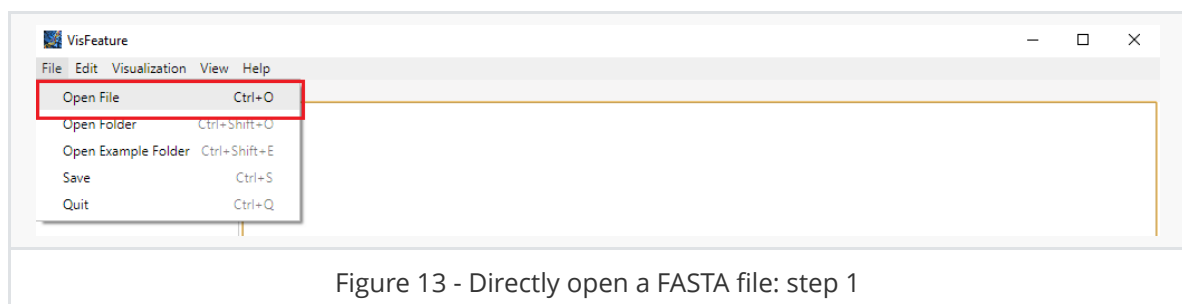 VisFeature
File Edit Visualization View Help
Open File Ctrl+O
Open Folder Ctrl+Shift+O
Open Example Folder Ctrl+Shift+E
Save Ctrl+S
Quit Ctrl+Q
Figure 13 - Directly open a FASTA file: step 1